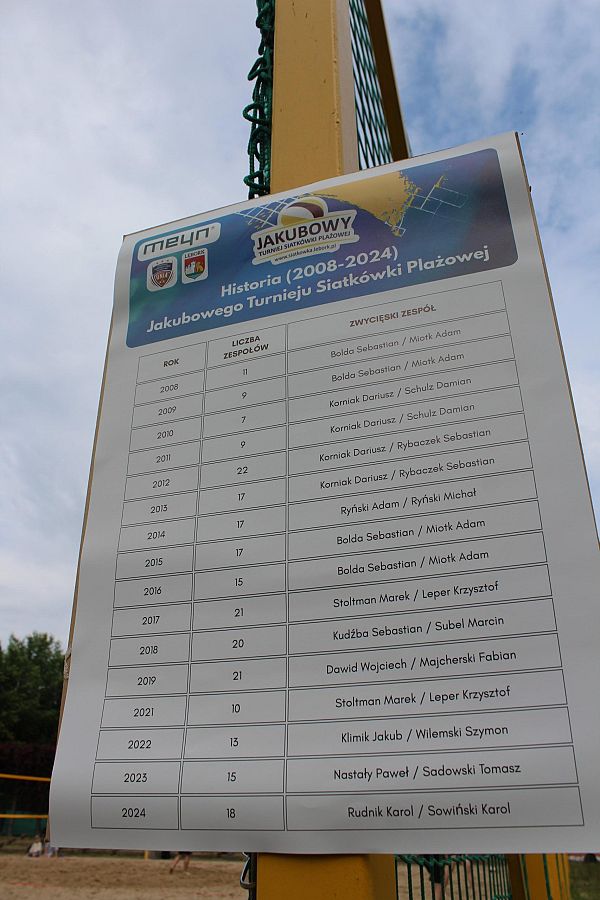 meyn®
LĘBORK
JAKUBOWY
TURNIEJ SIATKÓWKI PLAŻOWEJ
www.siatkowka.lebork.pl
Historia (2008-2024)
Jakubowego Turnieju Siatkówki Plażowej
ROK LICZBA ZESPOŁÓW ZWYCIĘSKI ZESPÓŁ
2008 11 Bolda Sebastian / Miotk Adam
2009 9 Bolda Sebastian / Miotk Adam
2010 7 Korniak Dariusz / Schulz Damian
2011 9 Korniak Dariusz / Schulz Damian
2012 22 Korniak Dariusz / Rybaczek Sebastian
2013 17 Korniak Dariusz / Rybaczek Sebastian
2014 17 Ryński Adam / Ryński Michał
2015 17 Bolda Sebastian / Miotk Adam
2016 15 Bolda Sebastian / Miotk Adam
2017 21 Stoltman Marek / Leper Krzysztof
2018 20 Kudźba Sebastian / Subel Marcin
2019 21 Dawid Wojciech / Majcherski Fabian
2021 10 Stoltman Marek / Leper Krzysztof
2022 13 Klimik Jakub / Wilemski Szymon
2023 15 Nastały Paweł / Sadowski Tomasz
2024 18 Rudnik Karol / Sowiński Karol